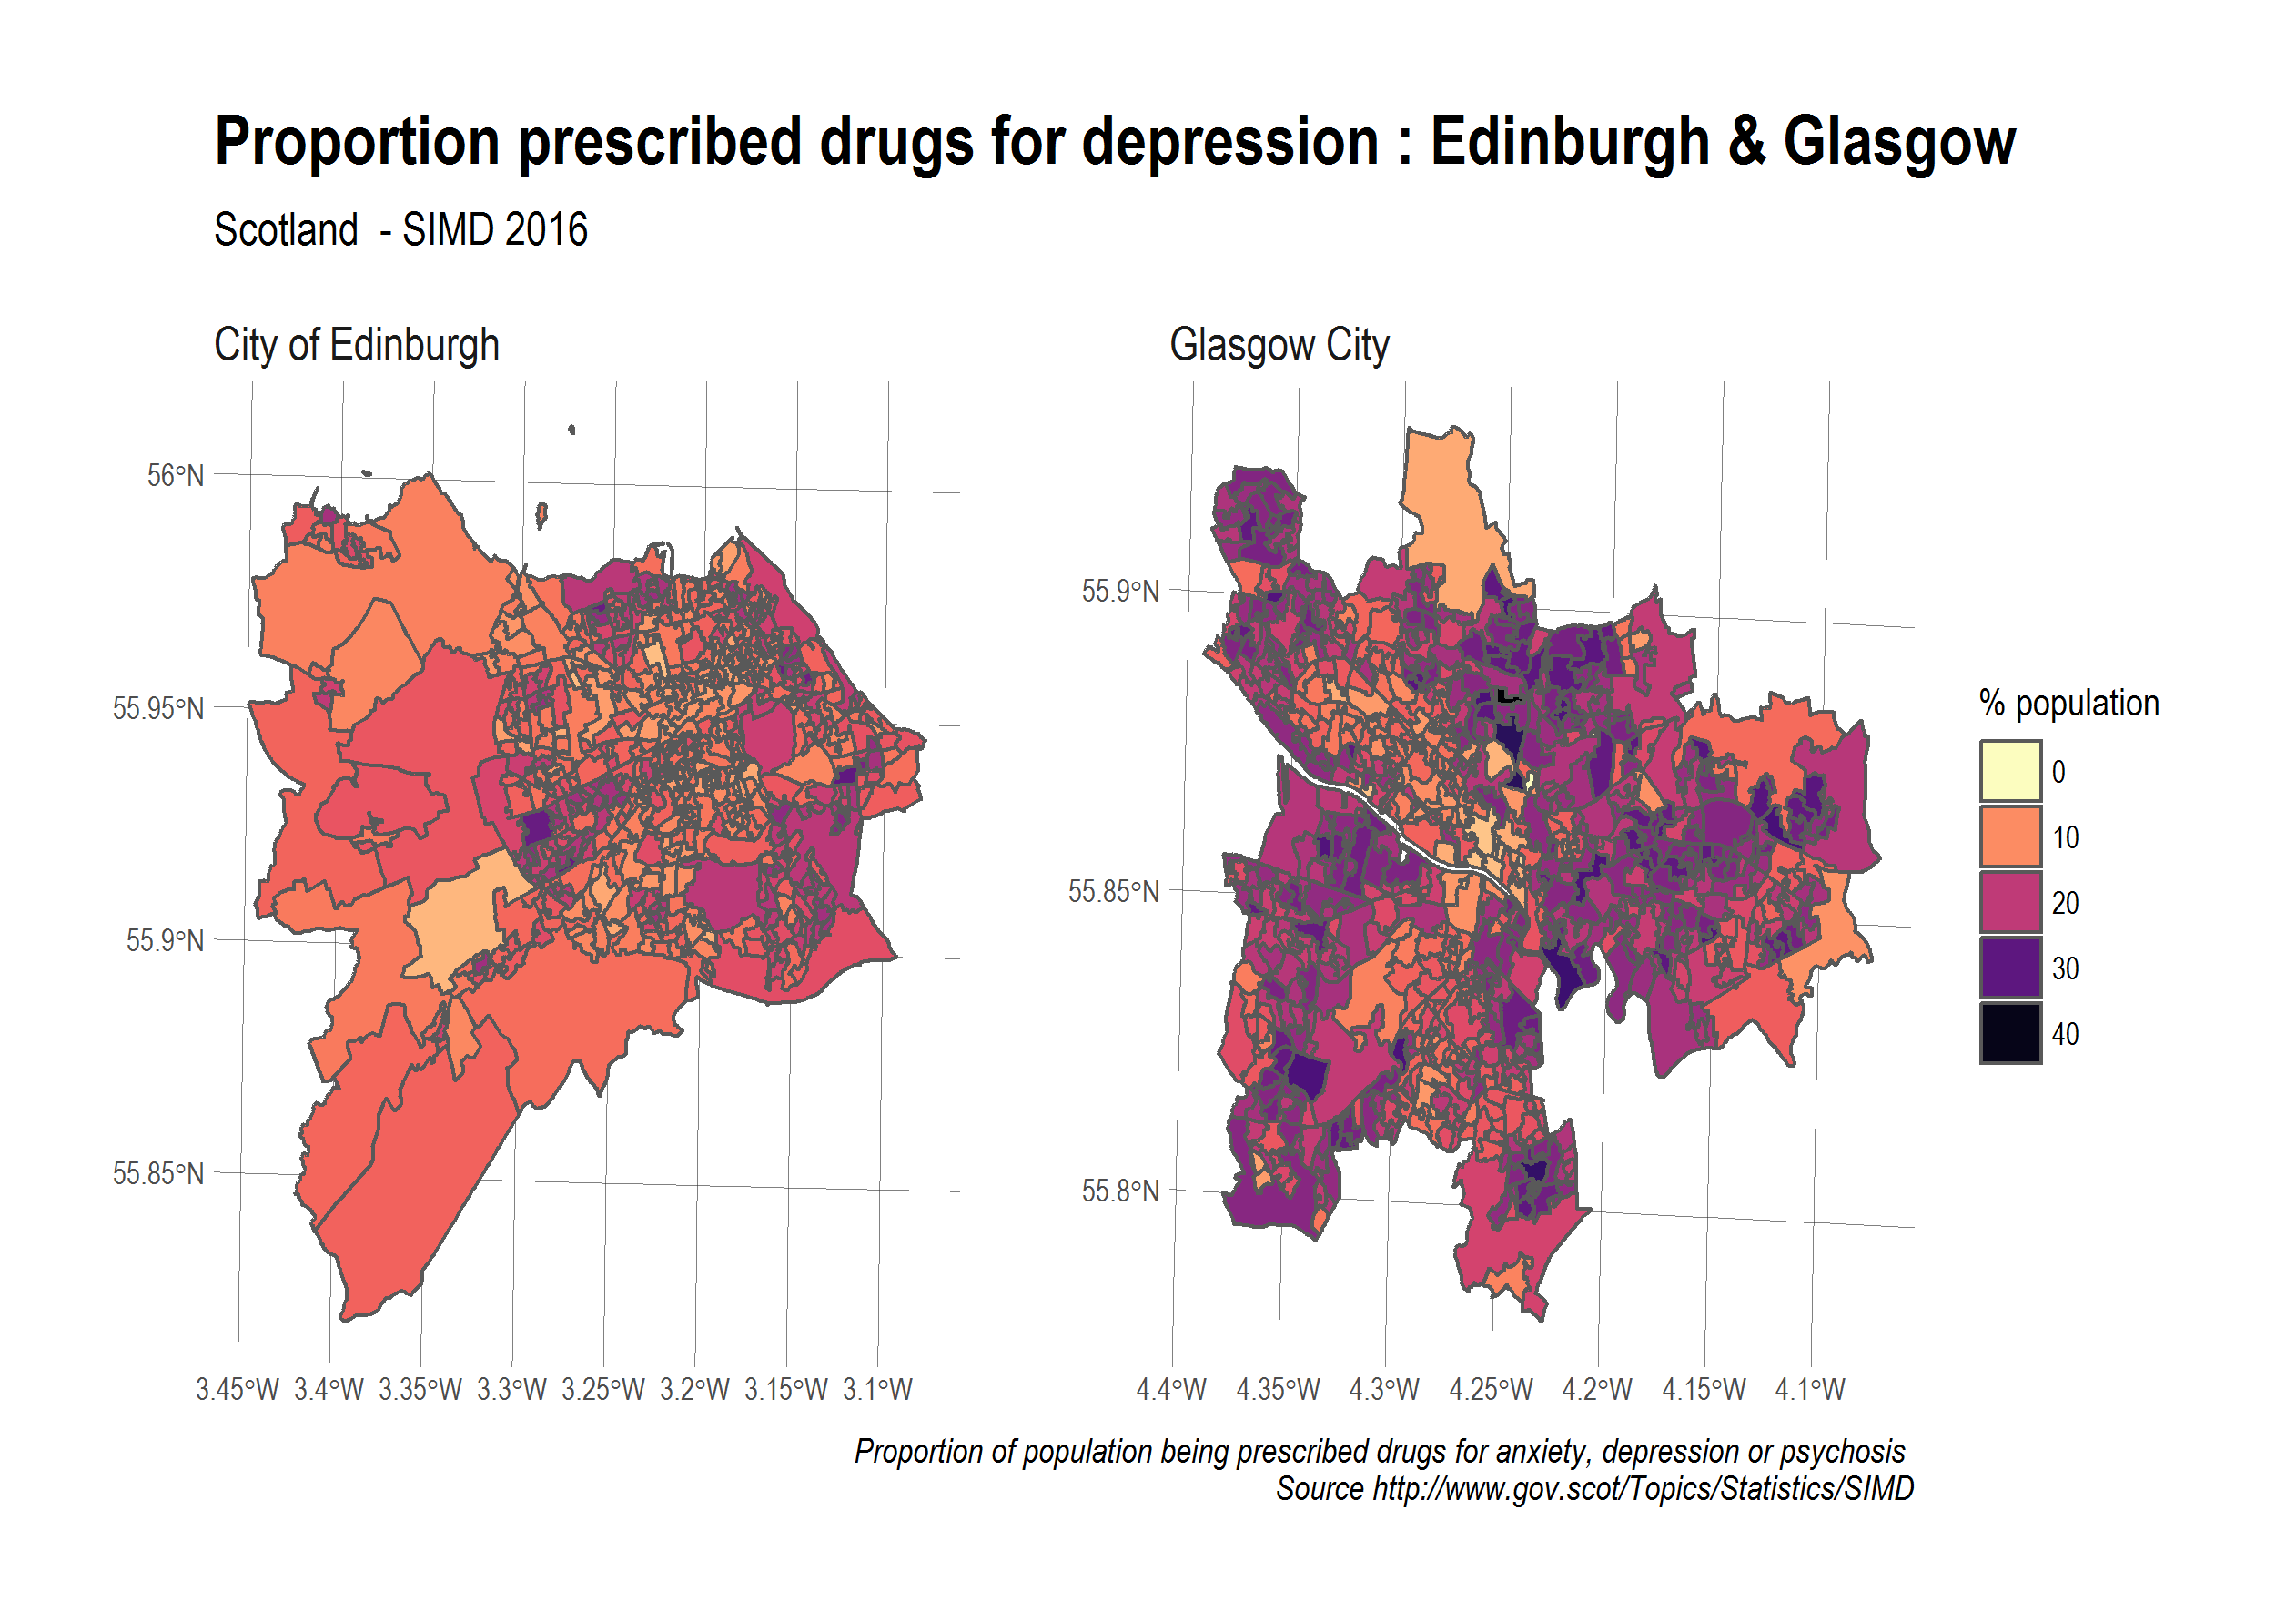 Proportion prescribed drugs for depression : Edinburgh & Glasgow
Scotland  - SIMD 2016
City of Edinburgh
Glasgow City
56°N
55.95°N
55.9°N
55.85°N
3.45°W 3.4°W 3.35°W 3.3°W 3.25°W 3.2°W 3.15°W 3.1°W
55.9°N
55.85°N
55.8°N
4.4°W 4.35°W 4.3°W 4.25°W 4.2°W 4.15°W 4.1°W
% population
0
10
20
30
40
Proportion of population being prescribed drugs for anxiety, depression or psychosis
Source http://www.gov.scot/Topics/Statistics/SIMD